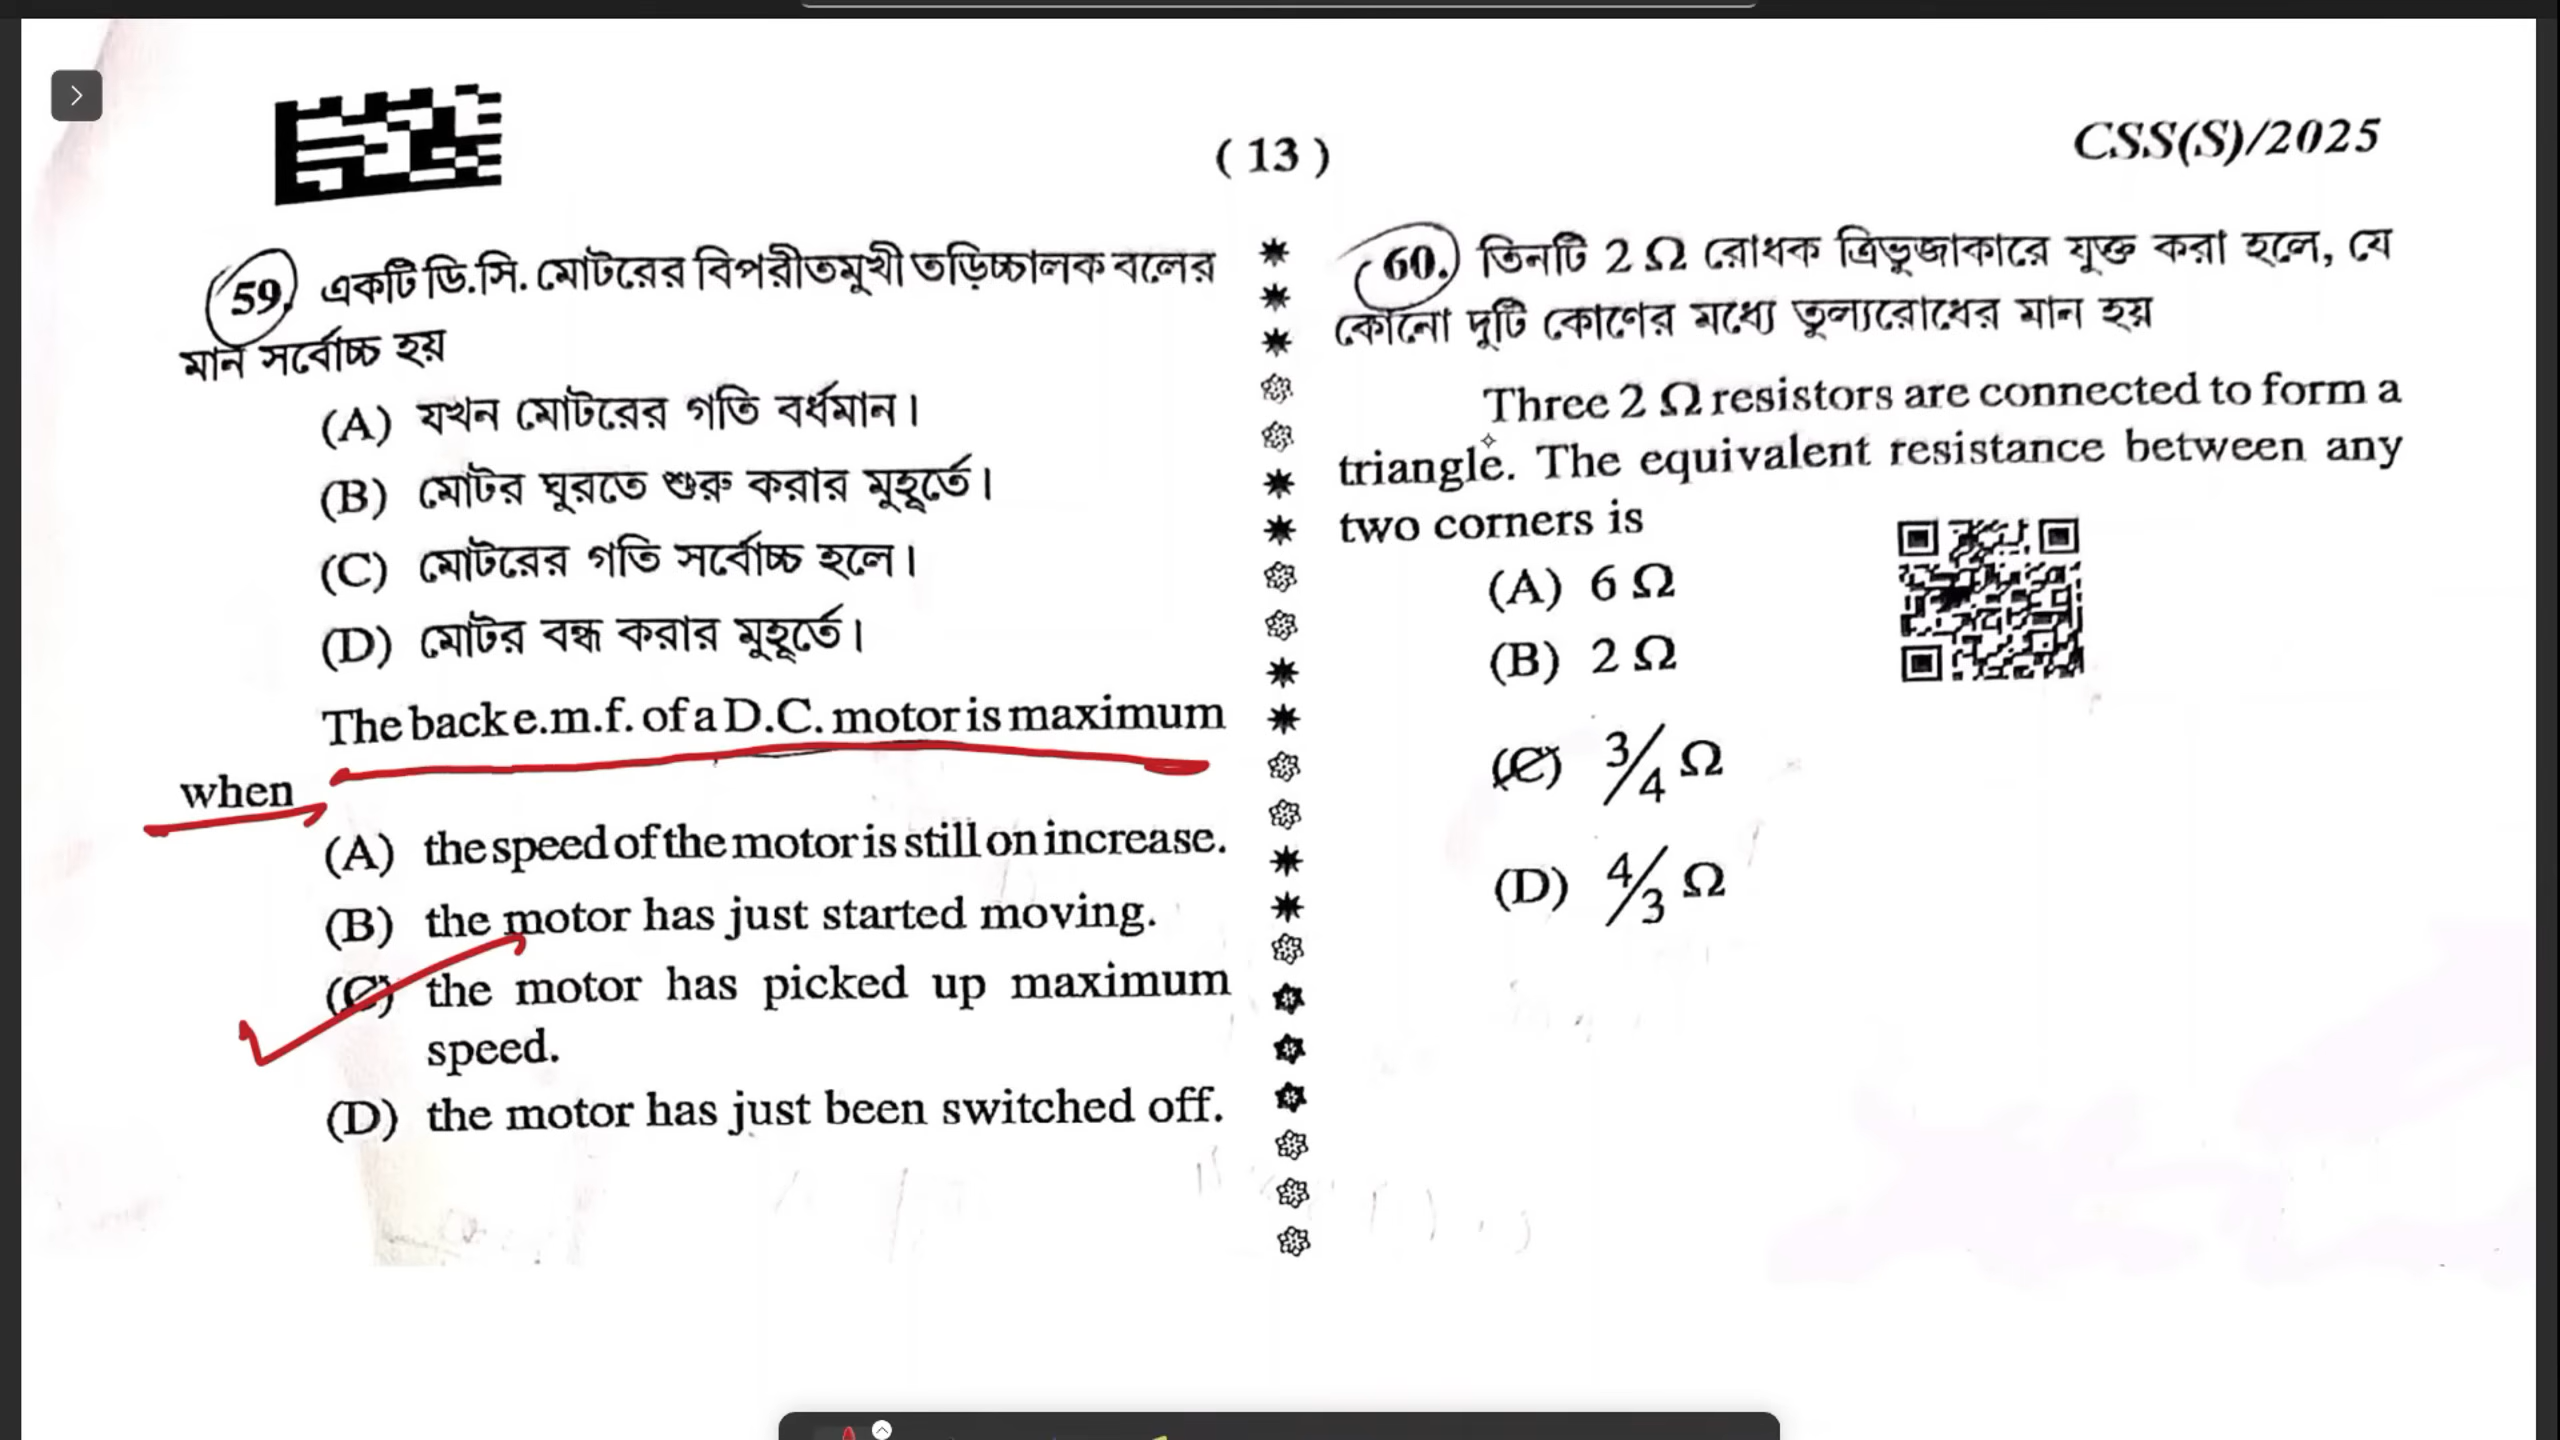 ( 13 )
CSS(S)/2025
59. একটি ডি.সি. মোটরের বিপরীতমুখী তড়িচ্চালক বলের
মান সর্বোচ্চ হয়
(A) যখন মোটরের গতি বর্ধমান।
(B) মোটর ঘুরতে শুরু করার মুহূর্তে।
(C) মোটরের গতি সর্বোচ্চ হলে।
(D) মোটর বন্ধ করার মুহূর্তে।
The back e.m.f. of a D.C. motor is maximum
when
(A) the speed of the motor is still on increase.
(B) the motor has just started moving.
(C) the motor has picked up maximum
speed.
(D) the motor has just been switched off.
60. তিনটি 2 Ω রোধক ত্রিভুজাকারে যুক্ত করা হলে, যে
কোনো দুটি কোণের মধ্যে তুল্যরোধের মান হয়
Three 2 Ω resistors are connected to form a
triangle. The equivalent resistance between any
two corners is
(A) 6 Ω
(B) 2 Ω
(C) 3/4 Ω
(D) 4/3 Ω